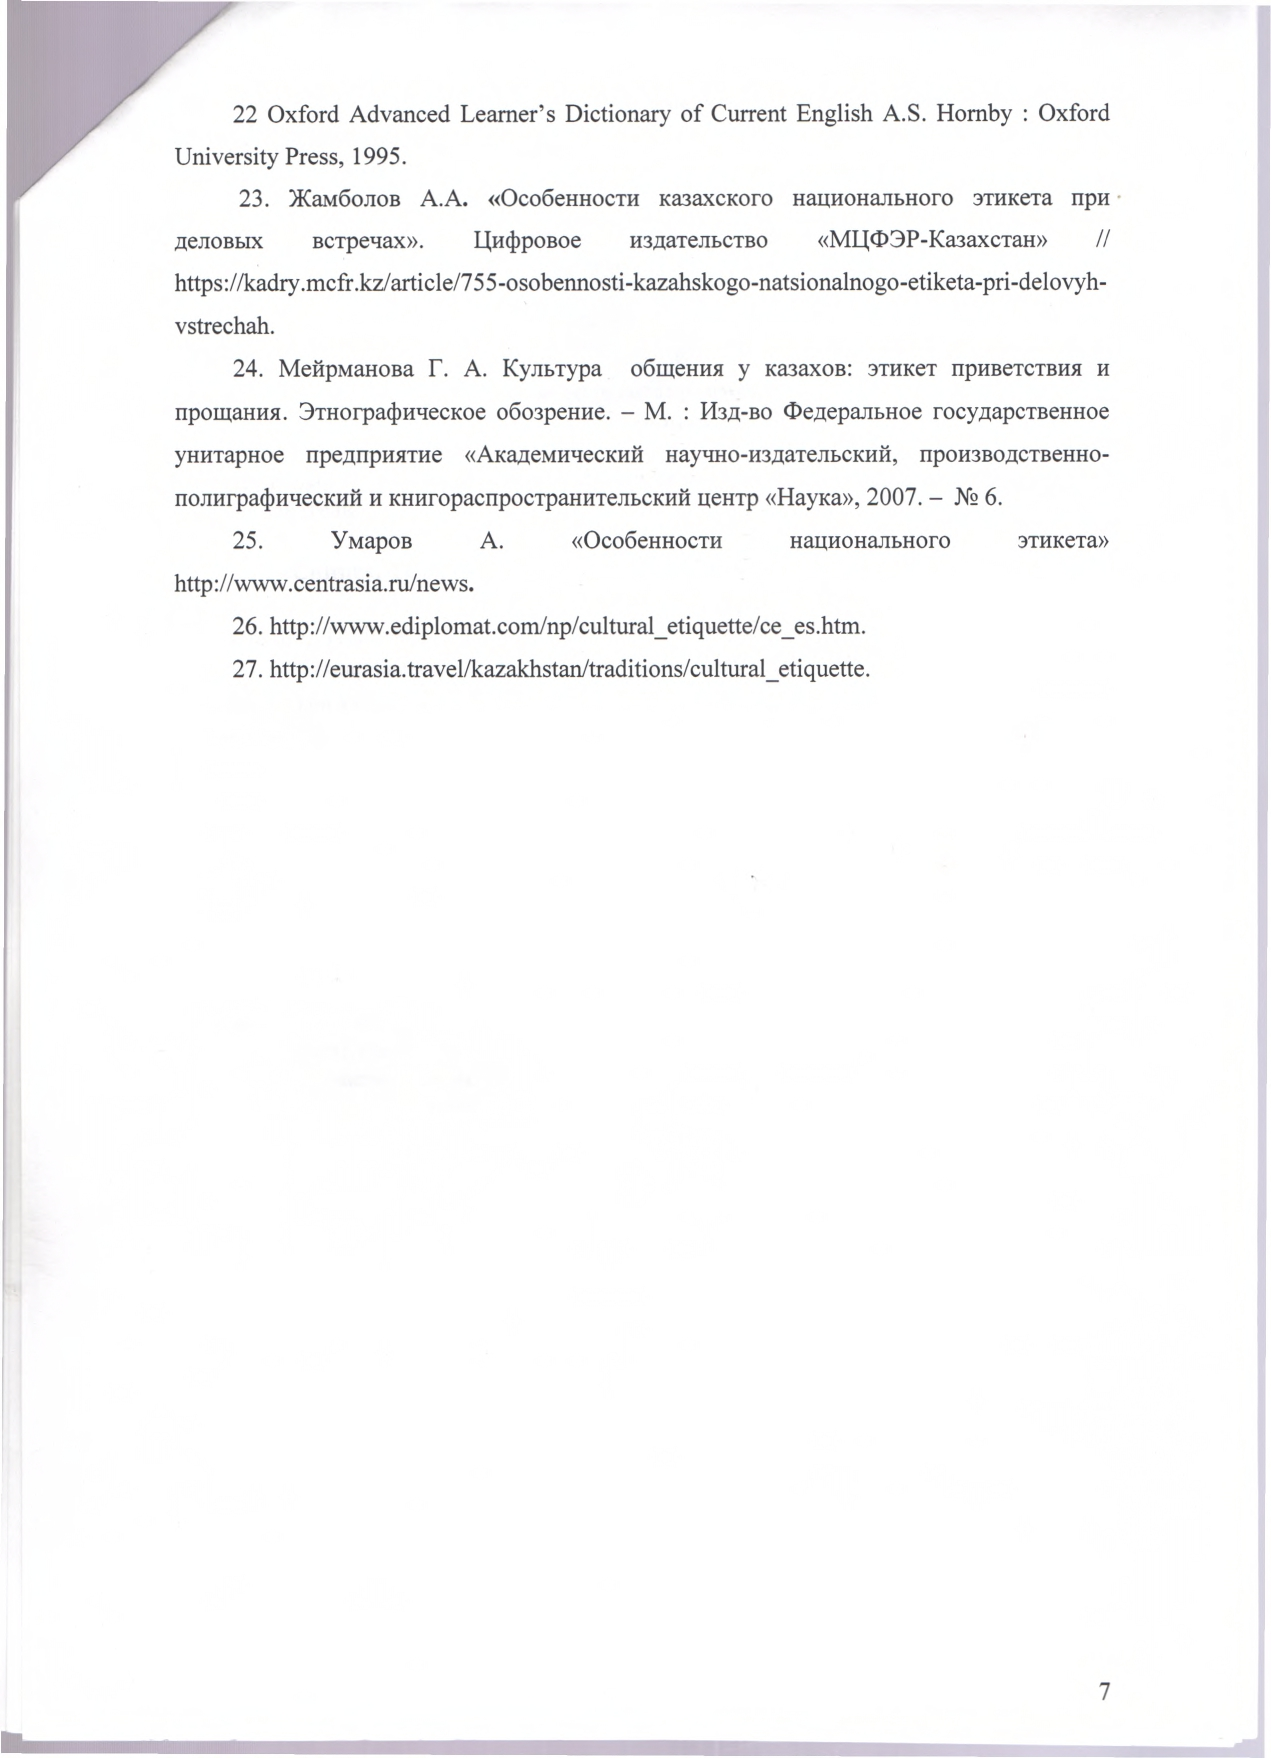 22 Oxford Advanced Learner’s Dictionary of Current English A.S. Hornby : Oxford
University Press, 1995.
23. Жамболов А.А. «Особенности казахского национального этикета при
деловых встречах». Цифровое издательство «МЦФЭР-Казахстан» //
https://kadry.mcfr.kz/article/755-osobennosti-kazahskogo-natsionalnogo-etiketa-pri-delovyh-
vstrechah.
24. Мейрманова Г. А. Культура общения у казахов: этикет приветствия и
прощания. Этнографическое обозрение. – М. : Изд-во Федеральное государственное
унитарное предприятие «Академический научно-издательский, производственно-
полиграфический и книгораспространительский центр «Наука», 2007. – № 6.
25. Умаров А. «Особенности национального этикета»
http://www.centrasia.ru/news.
26. http://www.ediplomat.com/np/cultural_etiquette/ce_es.htm.
27. http://eurasia.travel/kazakhstan/traditions/cultural_etiquette.
7